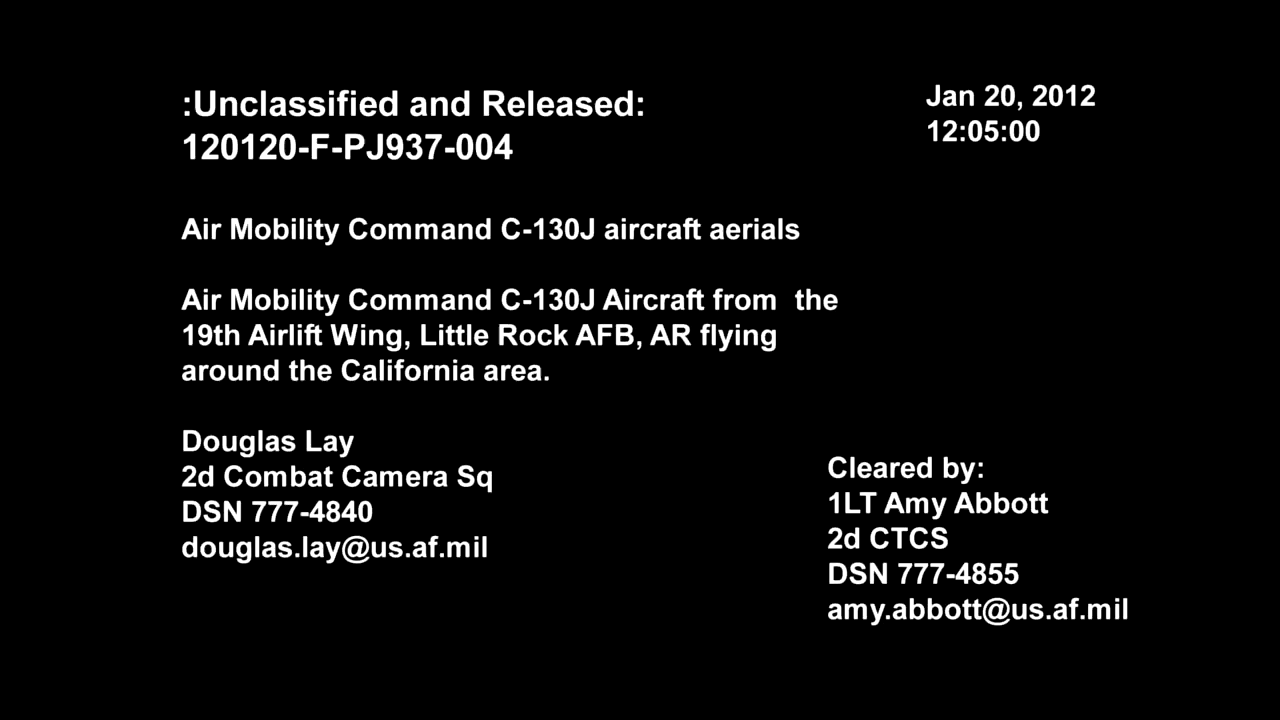 :Unclassified and Released:
120120-F-PJ937-004
Jan 20, 2012
12:05:00
Air Mobility Command C-130J aircraft aerials
Air Mobility Command C-130J Aircraft from  the
19th Airlift Wing, Little Rock AFB, AR flying
around the California area.
Douglas Lay
2d Combat Camera Sq
DSN 777-4840
douglas.lay@us.af.mil
Cleared by:
1LT Amy Abbott
2d CTCS
DSN 777-4855
amy.abbott@us.af.mil